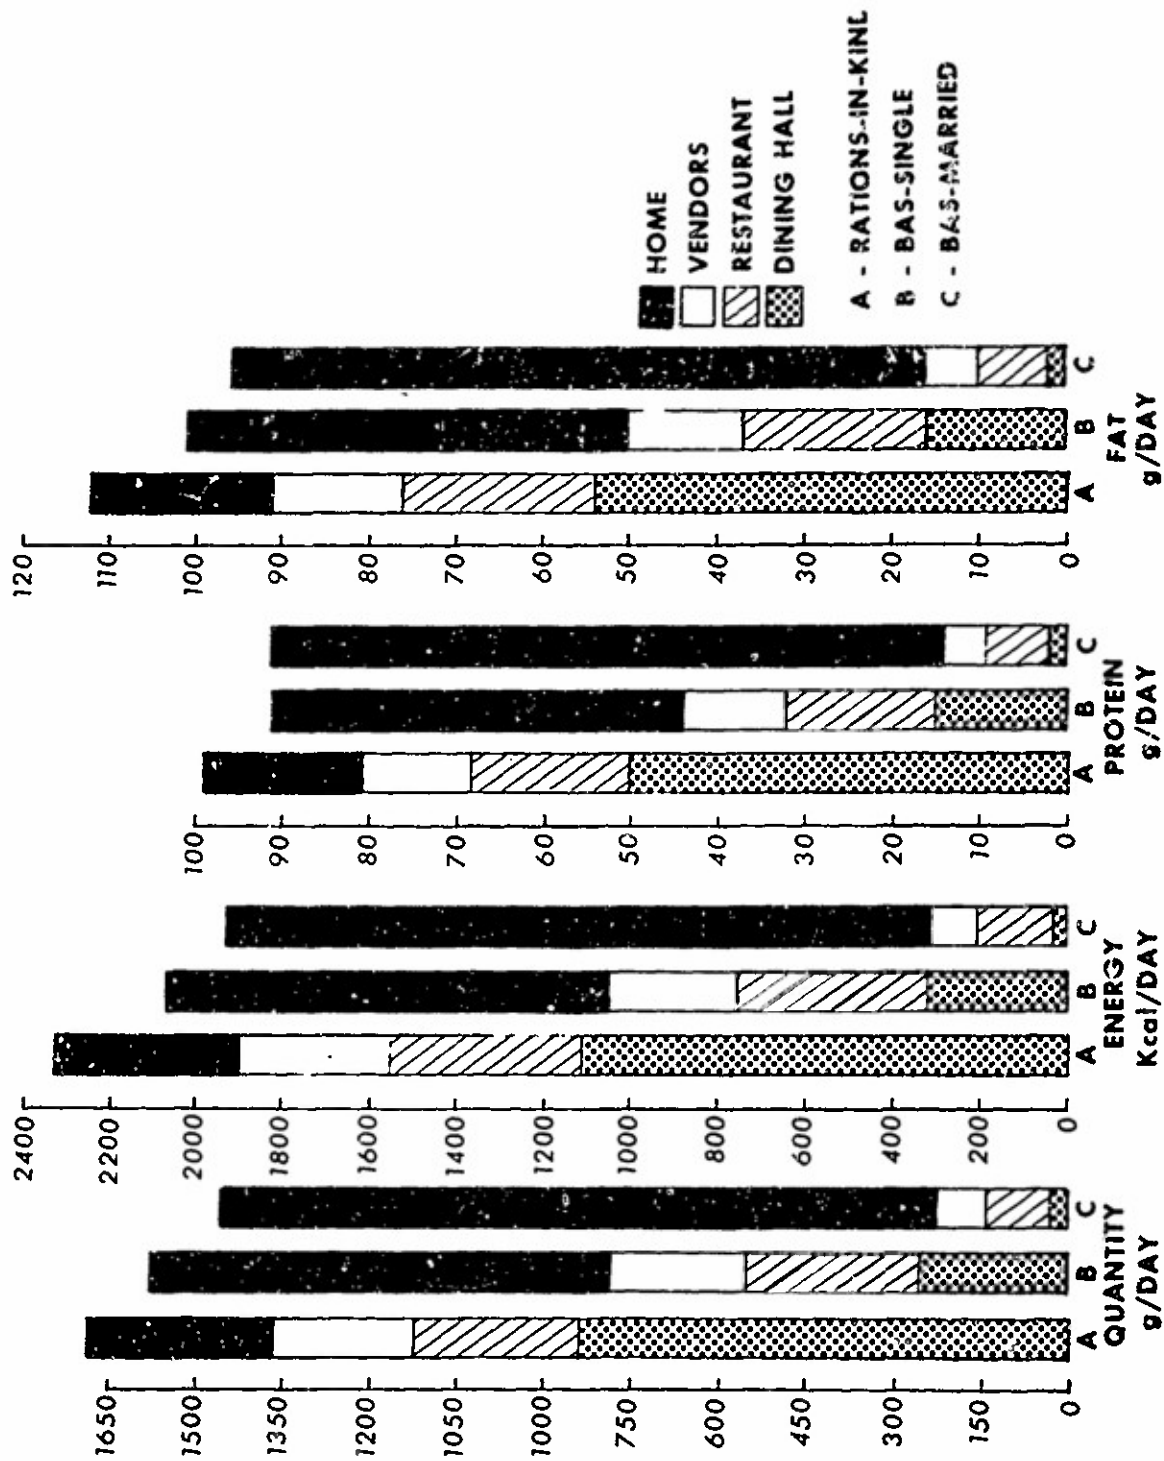 2400 120
2200 110
1650 2000 100 100
1500 1800 90 90
1350 1600 80 80
1200 1400 70 70
1050 1200 60 60
1000 1000 50 50
750 800 40 40
600 600 30 30
450 400 20 20
300 200 10 10
150
0 0 0 0
A B C A B C A B C A B C
QUANTITY ENERGY PROTEIN FAT
g/DAY Kcal/DAY g/DAY g/DAY
HOME
VENDORS
RESTAURANT
DINING HALL
A - RATIONS-IN-KIND
B - BAS-SINGLE
C - BAS-MARRIED